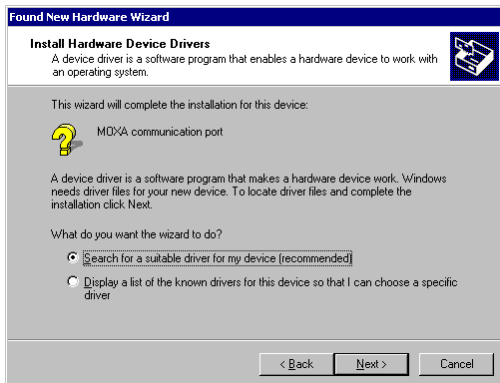 Found New Hardware Wizard
Install Hardware Device Drivers
A device driver is a software program that enables a hardware device to work with
an operating system.
This wizard will complete the installation for this device:
MOXA communication port
A device driver is a software program that makes a hardware device work. Windows
needs driver files for your new device. To locate driver files and complete the
installation click Next.
What do you want the wizard to do?
Search for a suitable driver for my device (recommended)
Display a list of the known drivers for this device so that I can choose a specific
driver
< Back Next > Cancel